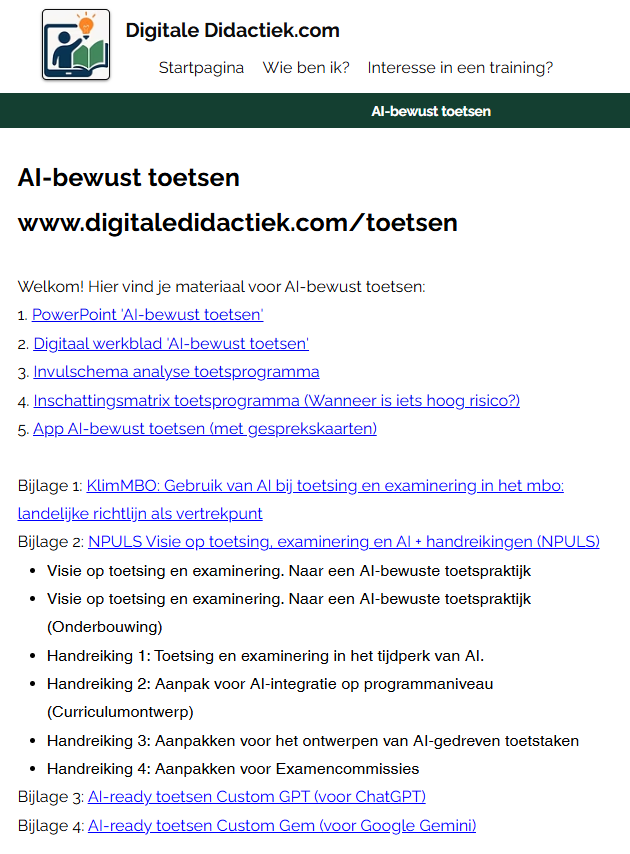 Digitale Didactiek.com
Startpagina Wie ben ik? Interesse in een training?
AI-bewust toetsen
AI-bewust toetsen
www.digitaledidactiek.com/toetsen
Welkom! Hier vind je materiaal voor AI-bewust toetsen:
1. PowerPoint 'AI-bewust toetsen'
2. Digitaal werkblad 'AI-bewust toetsen'
3. Invulschema analyse toetsprogramma
4. Inschattingsmatrix toetsprogramma (Wanneer is iets hoog risico?)
5. App AI-bewust toetsen (met gesprekskaarten)
Bijlage 1: KlimMBO: Gebruik van AI bij toetsing en examinering in het mbo:
landelijke richtlijn als vertrekpunt
Bijlage 2: NPULS Visie op toetsing, examinering en AI + handreikingen (NPULS)
• Visie op toetsing en examinering. Naar een AI-bewuste toetspraktijk
• Visie op toetsing en examinering. Naar een AI-bewuste toetspraktijk
(Onderbouwing)
• Handreiking 1: Toetsing en examinering in het tijdperk van AI.
• Handreiking 2: Aanpak voor AI-integratie op programmaniveau
(Curriculumontwerp)
• Handreiking 3: Aanpakken voor het ontwerpen van AI-gedreven toetstaken
• Handreiking 4: Aanpakken voor Examencommissies
Bijlage 3: AI-ready toetsen Custom GPT (voor ChatGPT)
Bijlage 4: AI-ready toetsen Custom Gem (voor Google Gemini)